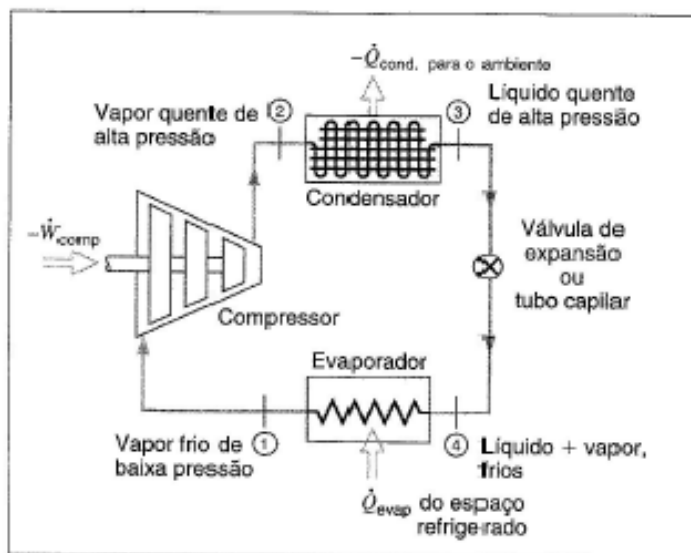 -Q̇cond. para o ambiente
Vapor quente de
alta pressão
2
3
Líquido quente
de alta pressão
Condensador
-Ẇcomp
Compressor
Válvula de
expansão
ou
tubo capilar
Evaporador
Vapor frio de
baixa pressão
1
4
Líquido + vapor,
frios
Q̇evap do espaço
refrigerado